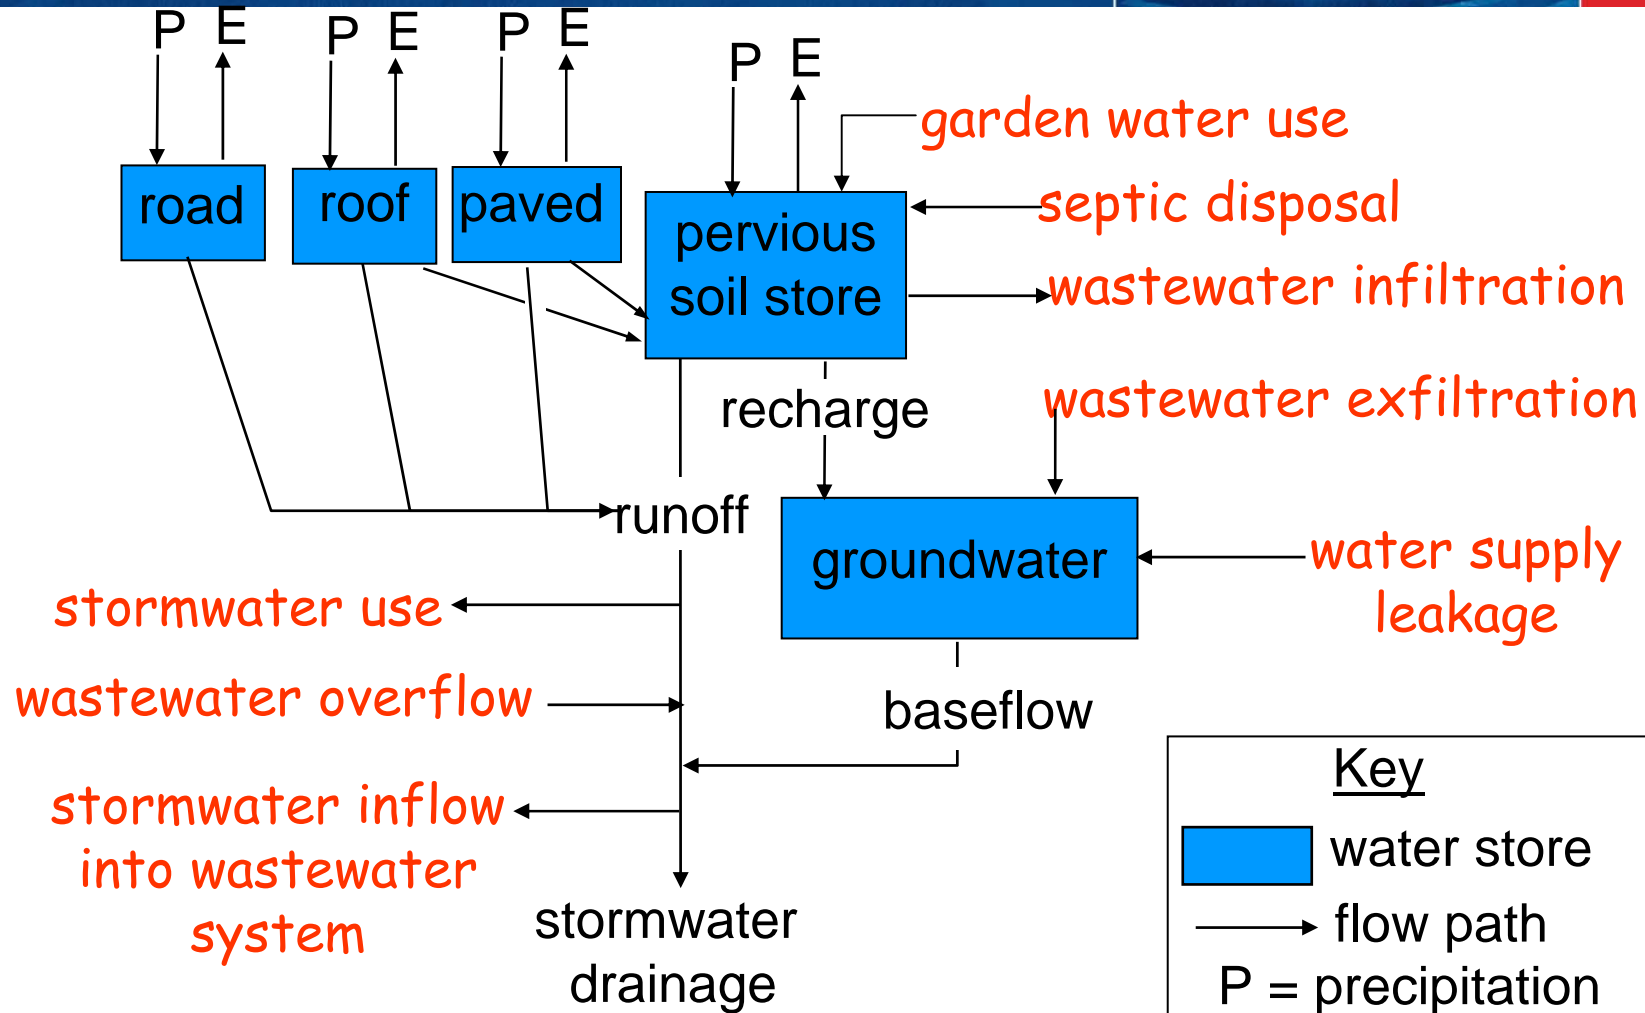 P E P E P E P E
garden water use
road roof paved
septic disposal
pervious
soil store
wastewater infiltration
recharge
wastewater exfiltration
runoff
groundwater
water supply
leakage
stormwater use
wastewater overflow
baseflow
stormwater inflow
into wastewater
system
stormwater
drainage
Key
water store
flow path
P = precipitation